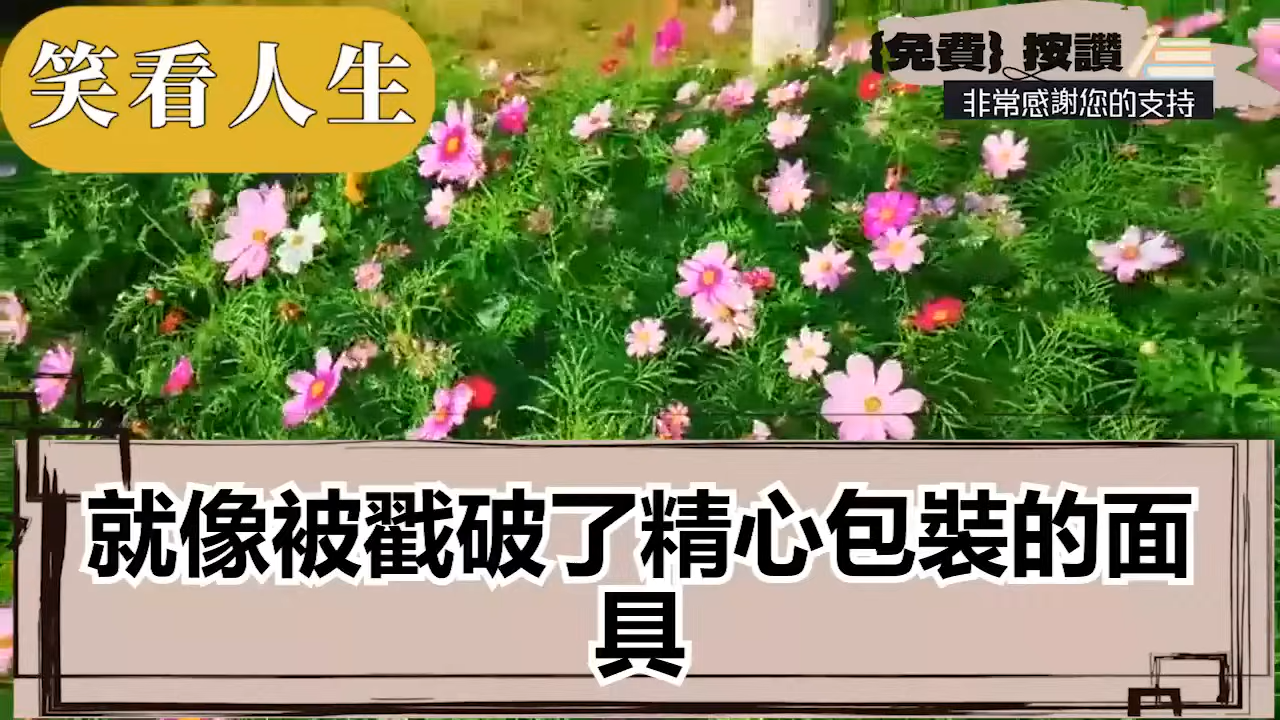 笑看人生
{免費} 按讚
非常感謝您的支持
就像被戳破了精心包裝的面
具